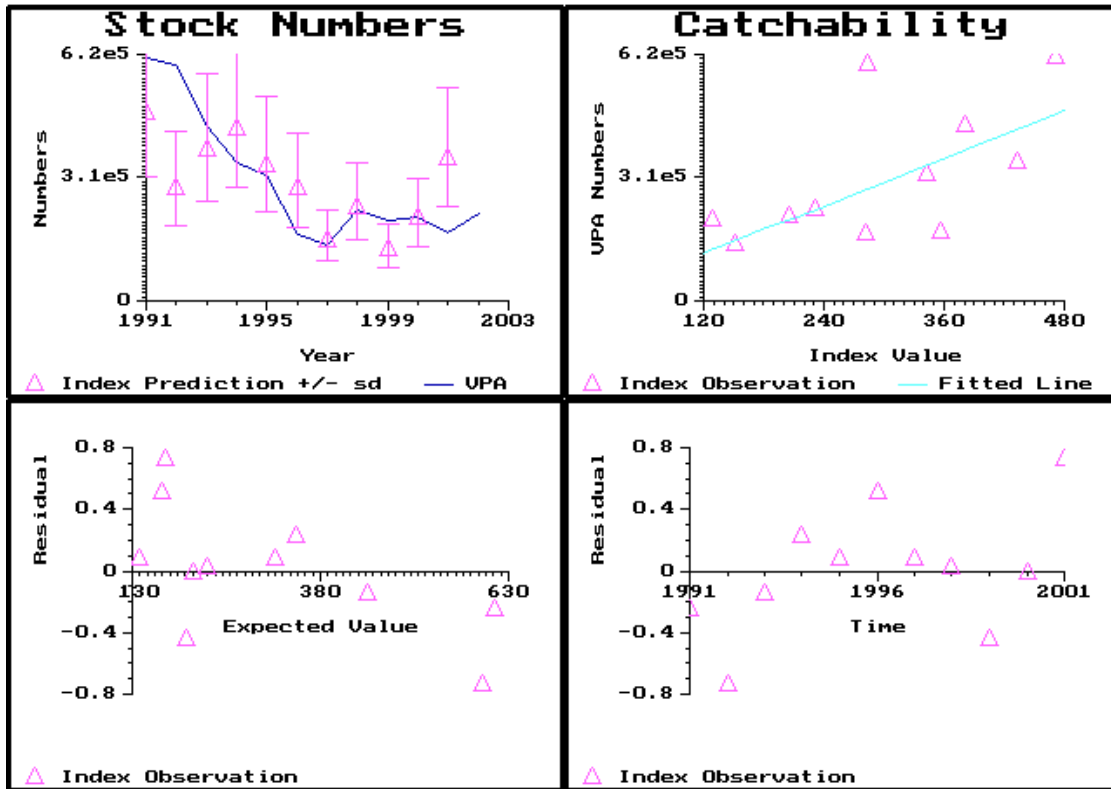 Stock Numbers
6.2e5
3.1e5
0
Numbers
1991 1995 1999 2003
Year
Index Prediction +/- sd VPA
Catchability
6.2e5
3.1e5
0
VPA Numbers
120 240 360 480
Index Value
Index Observation Fitted Line
0.8
0.4
0
-0.4
-0.8
Residual
130 380 630
Expected Value
Index Observation
0.8
0.4
0
-0.4
-0.8
Residual
1991 1996 2001
Time
Index Observation